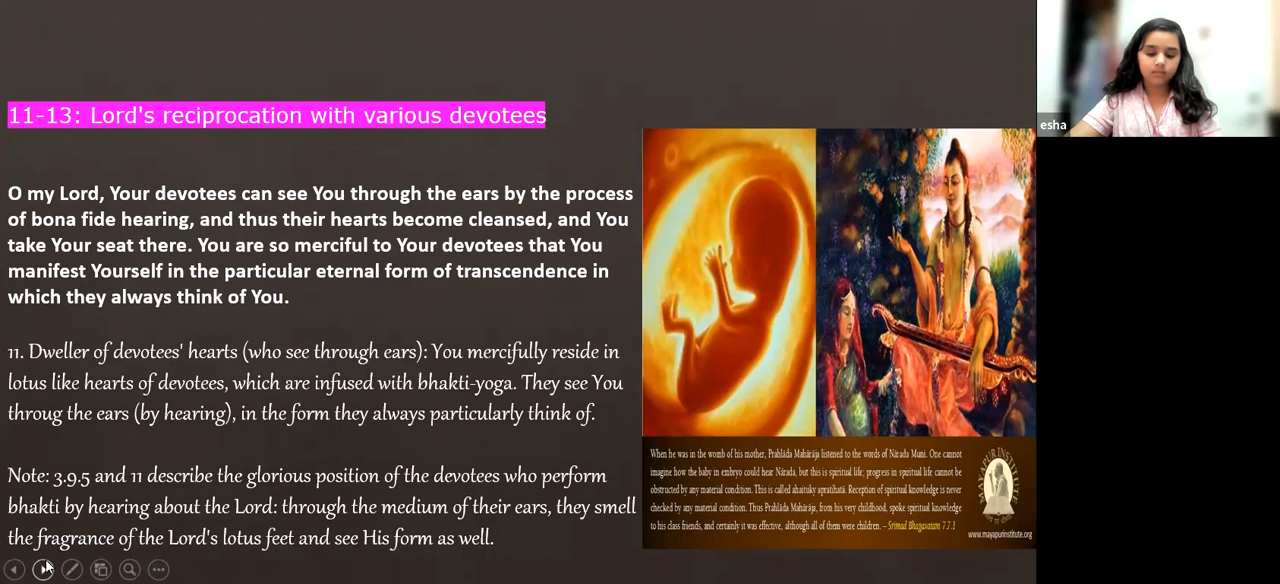 11-13: Lord's reciprocation with various devotees
O my Lord, Your devotees can see You through the ears by the process
of bona fide hearing, and thus their hearts become cleansed, and You
take Your seat there. You are so merciful to Your devotees that You
manifest Yourself in the particular eternal form of transcendence in
which they always think of You.
11. Dweller of devotees' hearts (who see through ears): You mercifully reside in
lotus like hearts of devotees, which are infused with bhakti-yoga. They see You
throug the ears (by hearing), in the form they always particularly think of.
Note: 3.9.5 and 11 describe the glorious position of the devotees who perform
bhakti by hearing about the Lord: through the medium of their ears, they smell
the fragrance of the Lord's lotus feet and see His form as well.
When he was in the womb of his mother, Prahlāda Mahārāja listened to the words of Nārada Muni. One cannot
imagine how the baby in embryo could hear Nārada, but this is spiritual life; progress in spiritual life cannot be
obstructed by any material condition. This is called ahaituky apratihatā. Reception of spiritual knowledge is never
checked by any material condition. Thus Prahlāda Mahārāja, from his very childhood, spoke spiritual knowledge
to his class friends, and certainly it was effective, although all of them were children. – Srimad Bhagavatam 7.7.1
MAYAPUR INSTITUTE
www.mayapurinstitute.org
esha